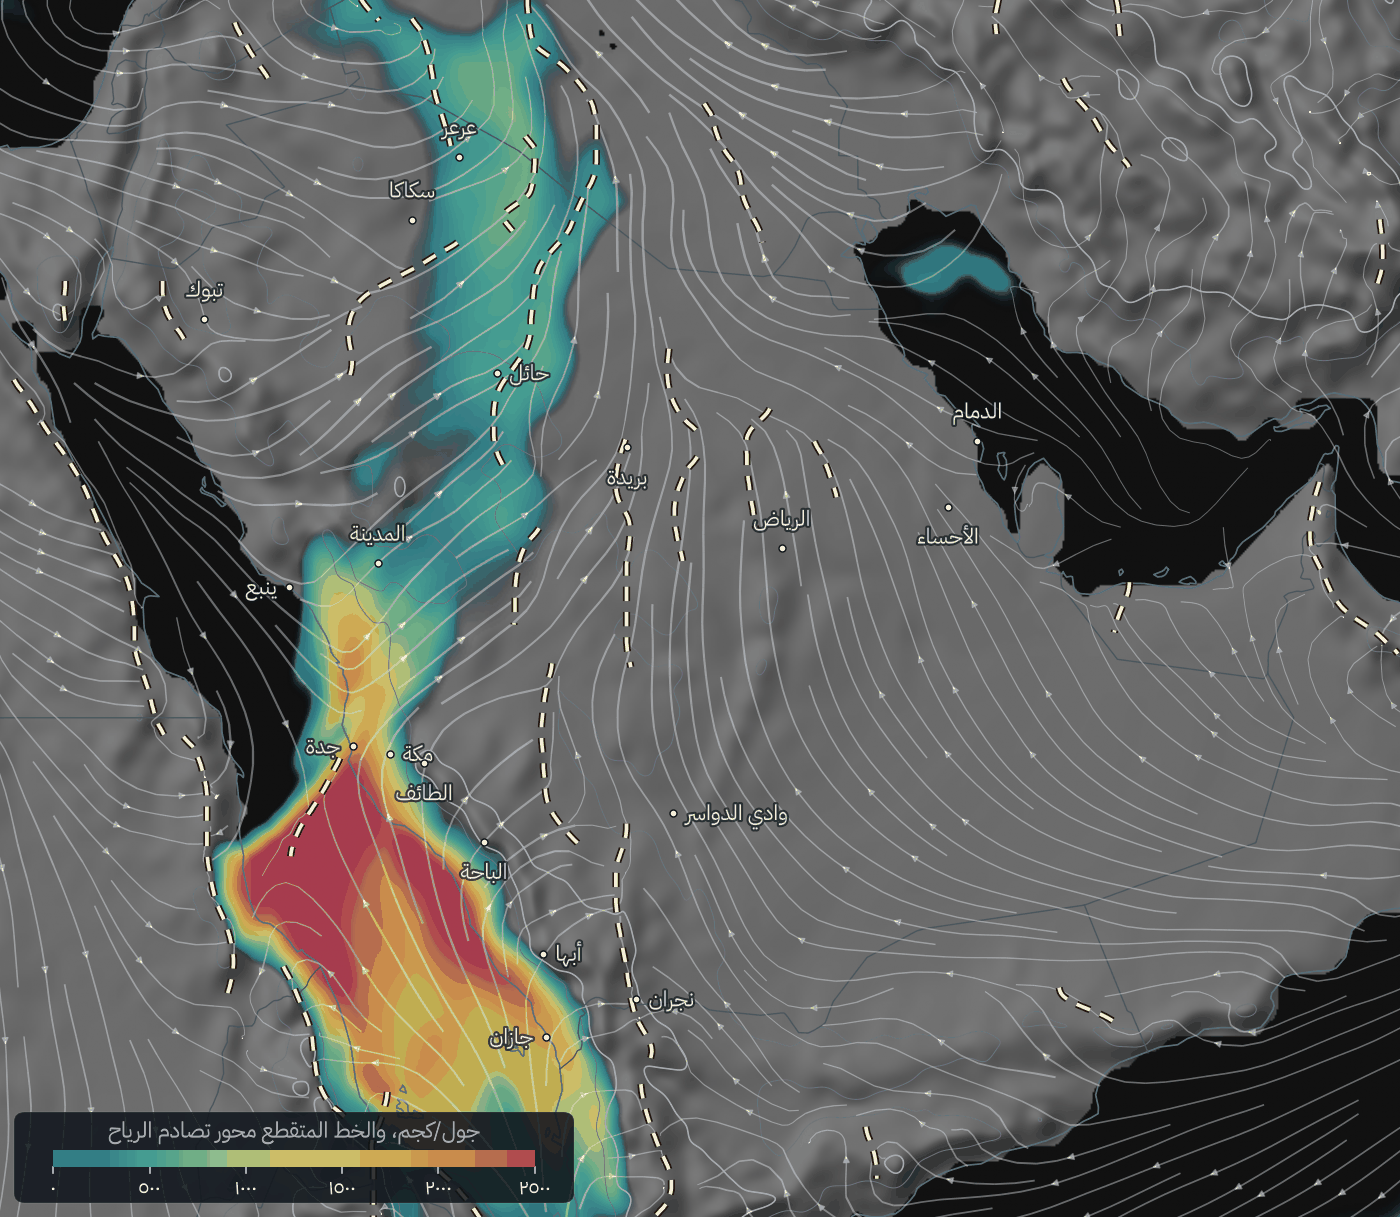 عرعر
سكاكا
تبوك
حائل
الدمام
بريدة
الرياض
الأحساء
المدينة
ينبع
جدة
مكة
الطائف
وادي الدواسر
الباحة
أبها
نجران
جازان
جول/كجم، والخط المتقطع محور تصادم الرياح
٠ ٥٠٠ ١٠٠٠ ١٥٠٠ ٢٠٠٠ ٢٥٠٠